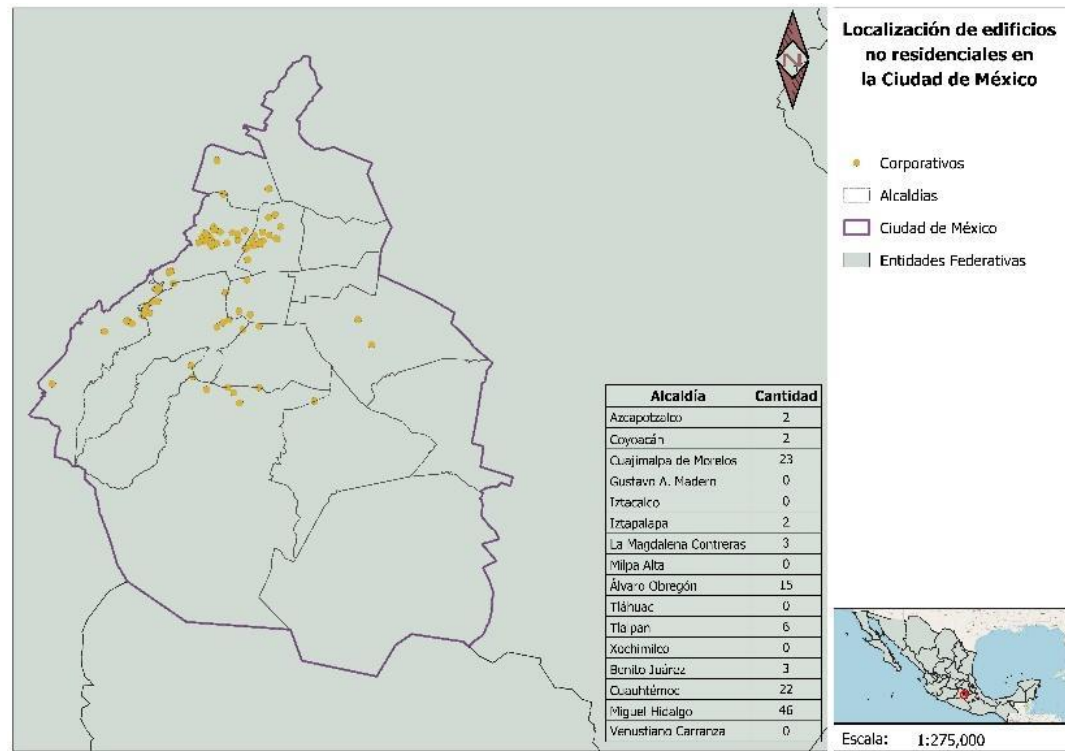 Localización de edificios
no residenciales en
la Ciudad de México
N
Corporativos
Alcaldías
Ciudad de México
Entidades Federativas
Alcaldía Cantidad
Azcapotzalco 2
Coyoacán 2
Cuajimalpa de Morelos 23
Gustavo A. Madero 0
Iztacalco 0
Iztapalapa 2
La Magdalena Contreras 3
Milpa Alta 0
Álvaro Obregón 15
Tláhuac 0
Tlalpan 6
Xochimilco 0
Benito Juárez 3
Cuauhtémoc 22
Miguel Hidalgo 46
Venustiano Carranza 0
Escala: 1:275,000